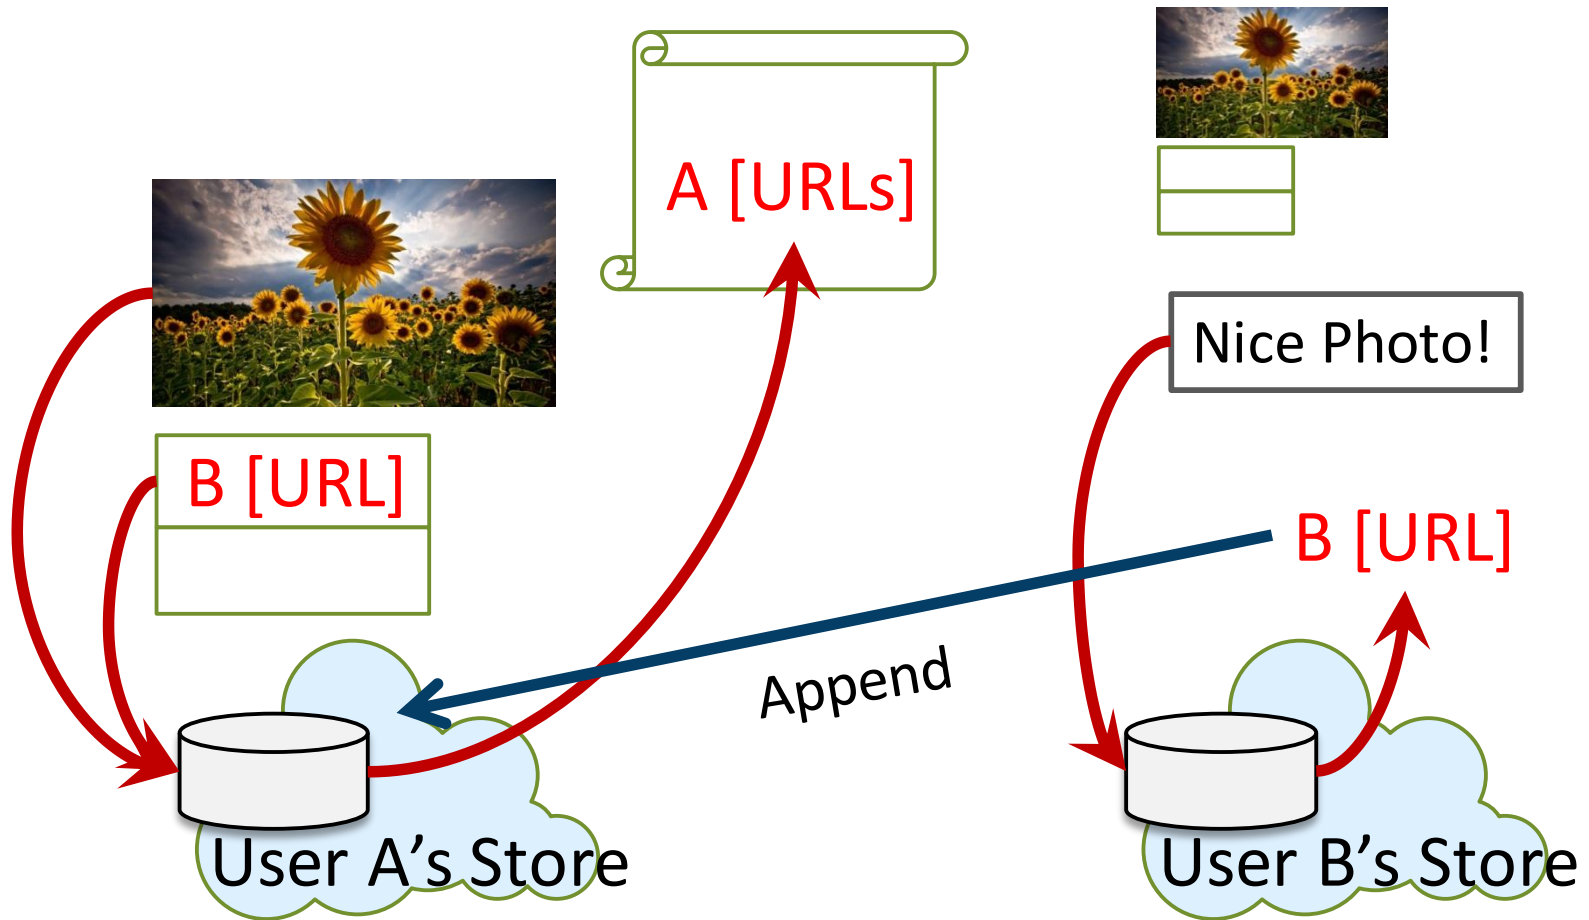 A [URLs]
Nice Photo!
B [URL]
B [URL]
Append
User A’s Store
User B’s Store